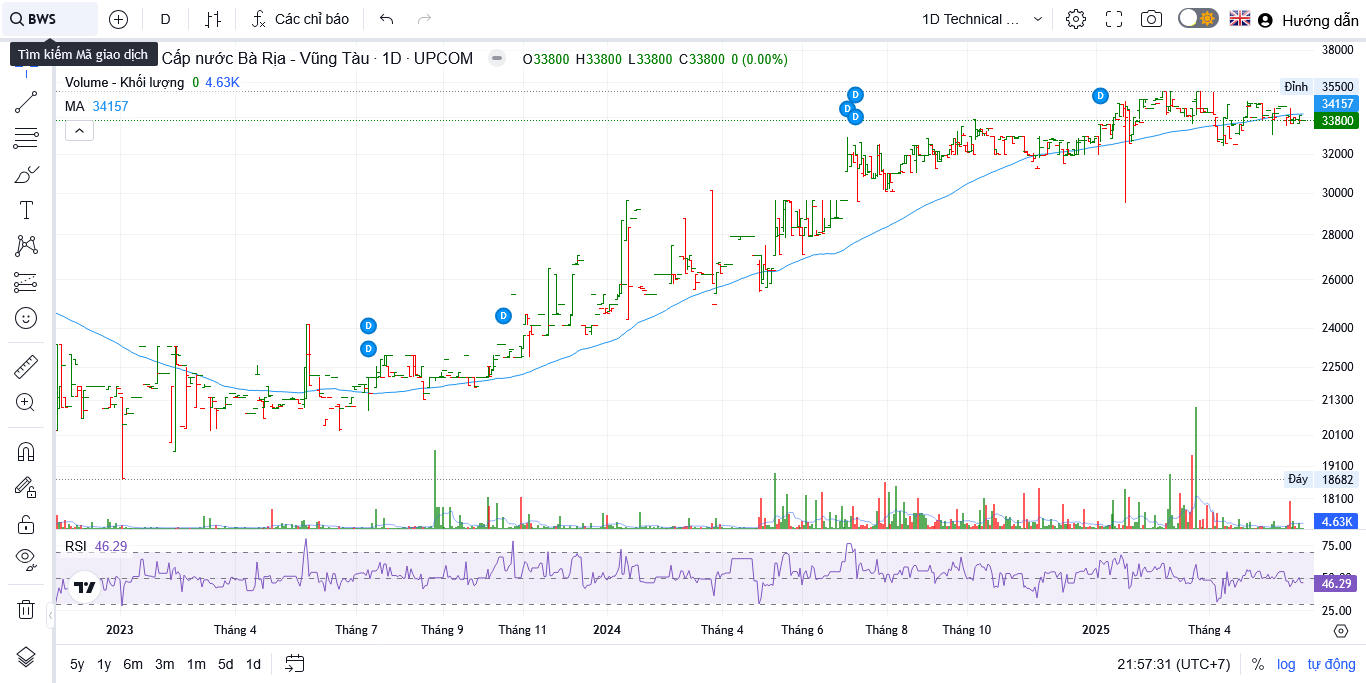 BWS
D
Các chỉ báo
1D Technical ...
Hướng dẫn
Tìm kiếm Mã giao dịch
Cấp nước Bà Rịa - Vũng Tàu · 1D · UPCOM
O33800 H33800 L33800 C33800 0 (0.00%)
Volume - Khối lượng 0 4.63K
MA 34157
38000
Đỉnh 35500
34157
33800
32000
30000
28000
26000
24000
22500
21300
20100
19100
Đáy 18682
18100
4.63K
D
D
D
D
D
D
D
RSI 46.29
75.00
46.29
25.00
2023 Tháng 4 Tháng 7 Tháng 9 Tháng 11 2024 Tháng 4 Tháng 6 Tháng 8 Tháng 10 2025 Tháng 4
5y 1y 6m 3m 1m 5d 1d
21:57:31 (UTC+7) % log tự động